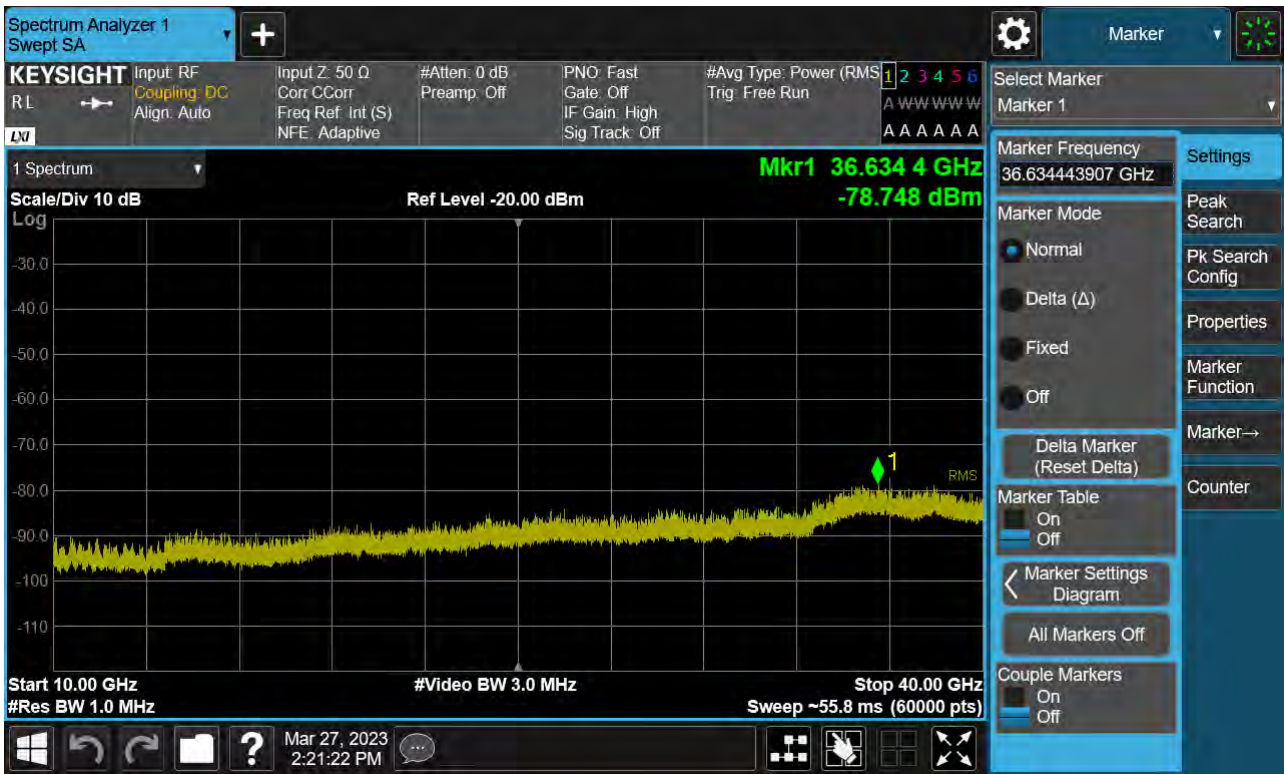 Spectrum Analyzer 1
Swept SA
Marker
KEYSIGHT
RL
LXI
Input: RF
Coupling: DC
Align: Auto
Input Z: 50 Ω
Corr CCorr
Freq Ref: Int (S)
NFE: Adaptive
#Atten: 0 dB
Preamp: Off
PNO: Fast
Gate: Off
IF Gain: High
Sig Track: Off
#Avg Type: Power (RMS
Trig: Free Run
1 2 3 4 5 6
A W W W W W
A A A A A A
Select Marker
Marker 1
1 Spectrum
Mkr1 36.634 4 GHz
-78.748 dBm
Scale/Div 10 dB
Ref Level -20.00 dBm
Log
-30.0
-40.0
-50.0
-60.0
-70.0
-80.0
-90.0
-100
-110
1
RMS
Start 10.00 GHz
#Video BW 3.0 MHz
Stop 40.00 GHz
#Res BW 1.0 MHz
Sweep ~55.8 ms (60000 pts)
Marker Frequency
36.634443907 GHz
Marker Mode
Normal
Delta (Δ)
Fixed
Off
Delta Marker
(Reset Delta)
Marker Table
On
Off
Marker Settings
Diagram
All Markers Off
Couple Markers
On
Off
Settings
Peak
Search
Pk Search
Config
Properties
Marker
Function
Marker→
Counter
Mar 27, 2023
2:21:22 PM